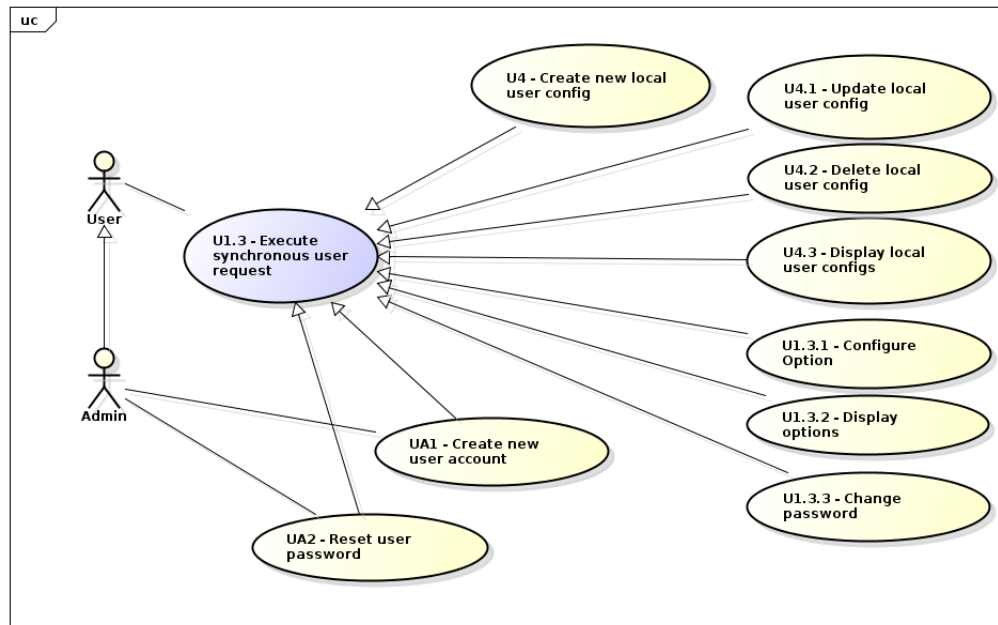 uc
U4 - Create new local
user config
U4.1 - Update local
user config
U4.2 - Delete local
user config
User
U1.3 - Execute
synchronous user
request
U4.3 - Display local
user configs
U1.3.1 - Configure
Option
Admin
U1.3.2 - Display
options
UA1 - Create new
user account
U1.3.3 - Change
password
UA2 - Reset user
password